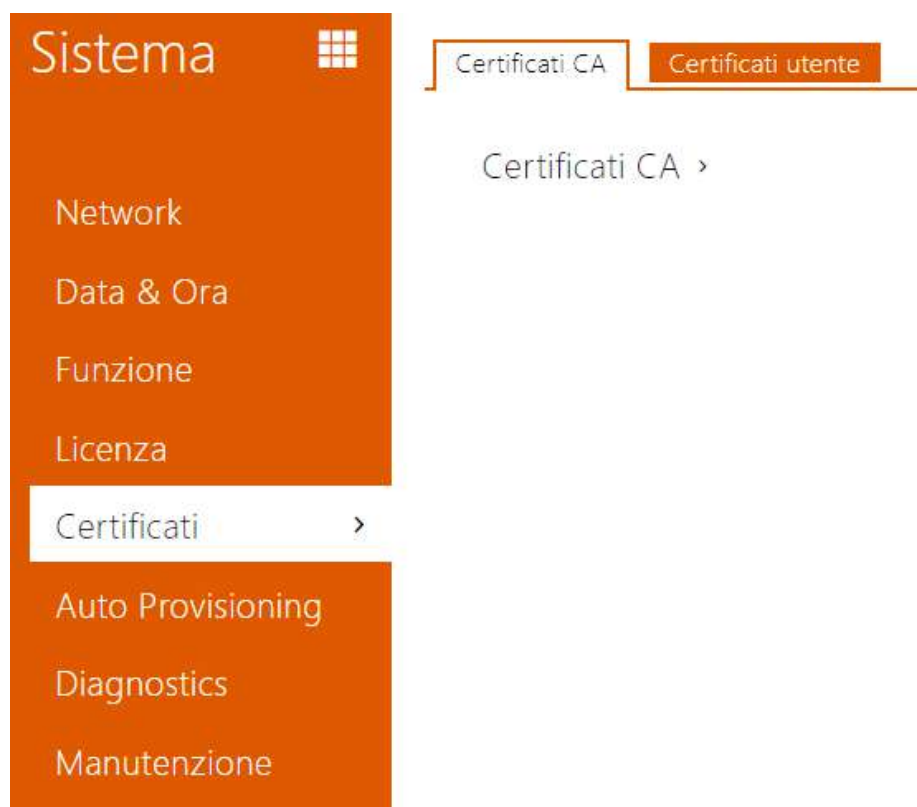 Sistema
Network
Data & Ora
Funzione
Licenza
Certificati
Auto Provisioning
Diagnostics
Manutenzione
Certificati CA
Certificati utente
Certificati CA